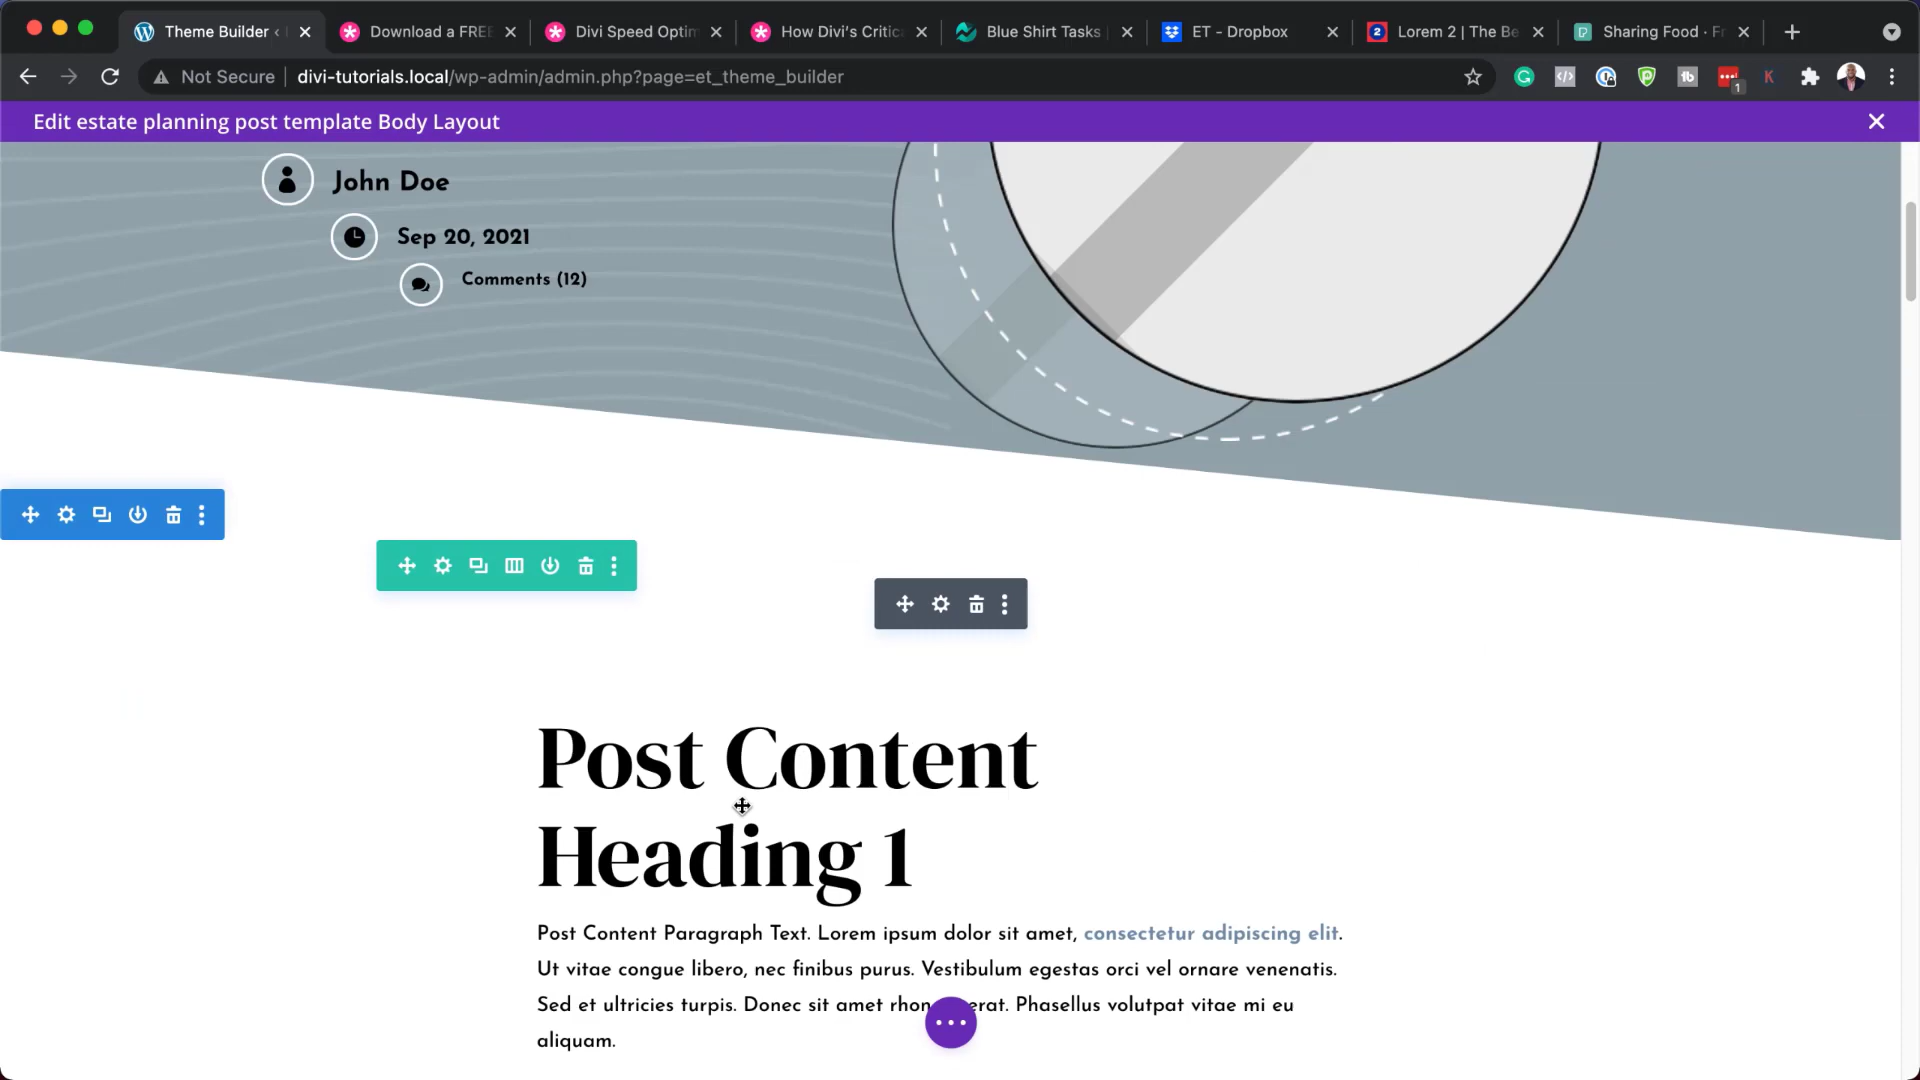 Theme Builder ‹
Download a FREE
Divi Speed Optim
How Divi's Critic
Blue Shirt Tasks
ET - Dropbox
Lorem 2 | The Be
Sharing Food · Fr
Not Secure
divi-tutorials.local/wp-admin/admin.php?page=et_theme_builder
1
Edit estate planning post template Body Layout
John Doe
Sep 20, 2021
Comments (12)
Post Content
Heading 1
Post Content Paragraph Text. Lorem ipsum dolor sit amet, consectetur adipiscing elit.
Ut vitae congue libero, nec finibus purus. Vestibulum egestas orci vel ornare venenatis.
Sed et ultricies turpis. Donec sit amet rhon erat. Phasellus volutpat vitae mi eu
aliquam.